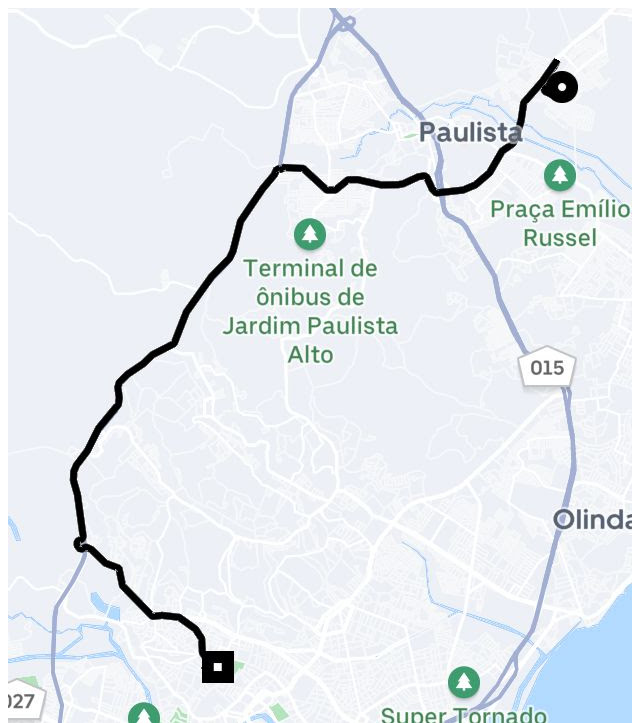 Paulista
Praça Emílio
Russel
Terminal de
ônibus de
Jardim Paulista
Alto
015
Olinda
027
Super Tornado